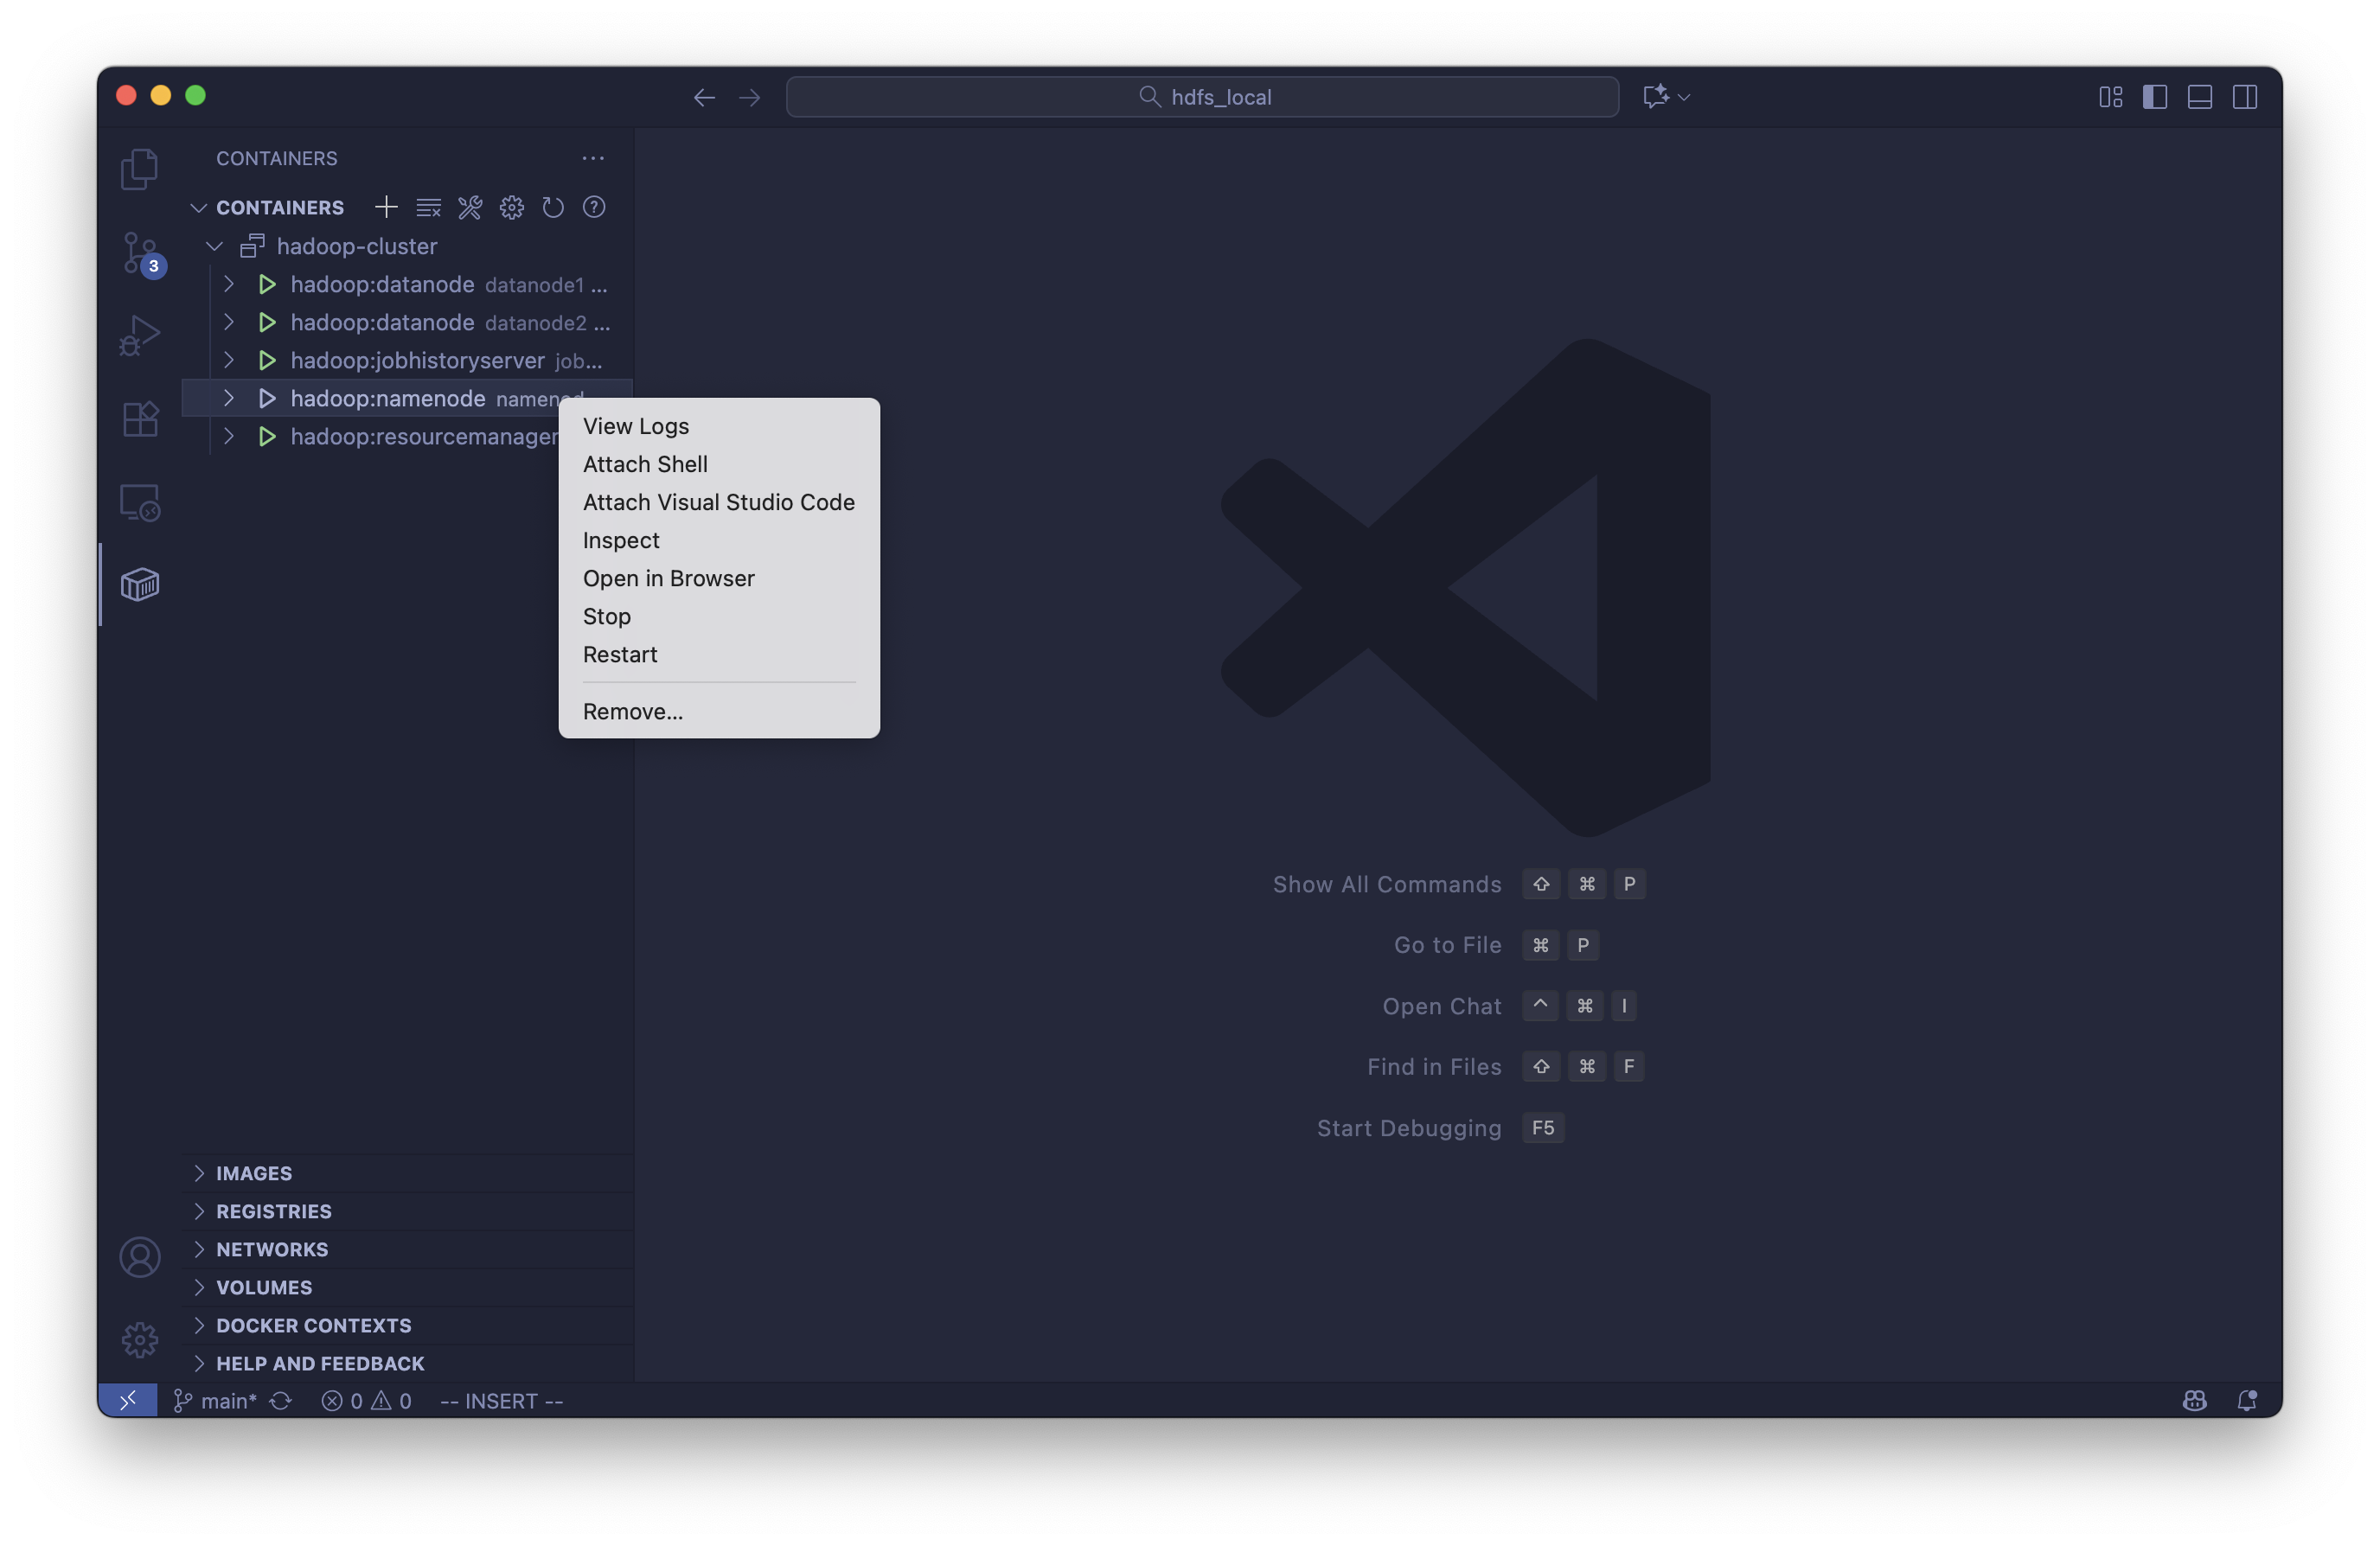 hdfs_local
CONTAINERS
CONTAINERS
hadoop-cluster
hadoop:datanode datanode1 ...
hadoop:datanode datanode2 ...
hadoop:jobhistoryserver job...
hadoop:namenode namenod
hadoop:resourcemanager
View Logs
Attach Shell
Attach Visual Studio Code
Inspect
Open in Browser
Stop
Restart
Remove...
3
Show All Commands ⇧ ⌘ P
Go to File ⌘ P
Open Chat ^ ⌘ I
Find in Files ⇧ ⌘ F
Start Debugging F5
IMAGES
REGISTRIES
NETWORKS
VOLUMES
DOCKER CONTEXTS
HELP AND FEEDBACK
main* 0 0 -- INSERT --